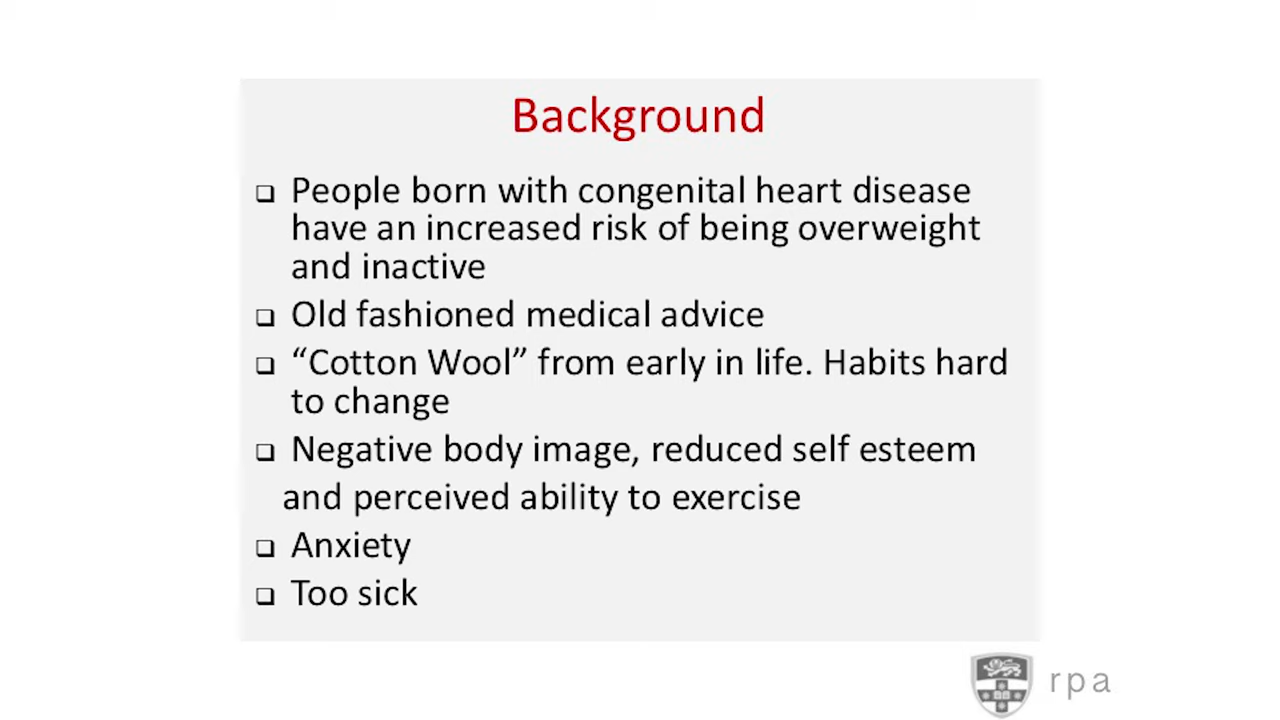 Background
❑ People born with congenital heart disease
have an increased risk of being overweight
and inactive
❑ Old fashioned medical advice
❑ “Cotton Wool” from early in life. Habits hard
to change
❑ Negative body image, reduced self esteem
and perceived ability to exercise
❑ Anxiety
❑ Too sick
rpa